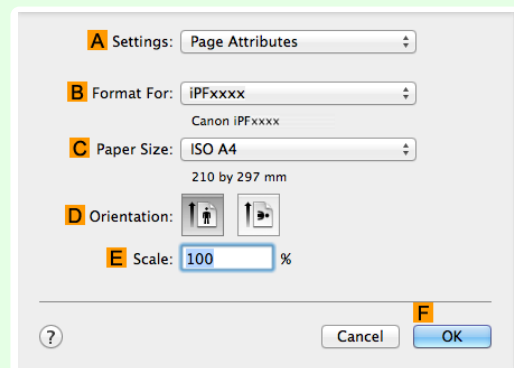 A Settings: Page Attributes
B Format For: iPFxxxx
Canon iPFxxxx
C Paper Size: ISO A4
210 by 297 mm
D Orientation:
E Scale: 100 %
F
? Cancel OK